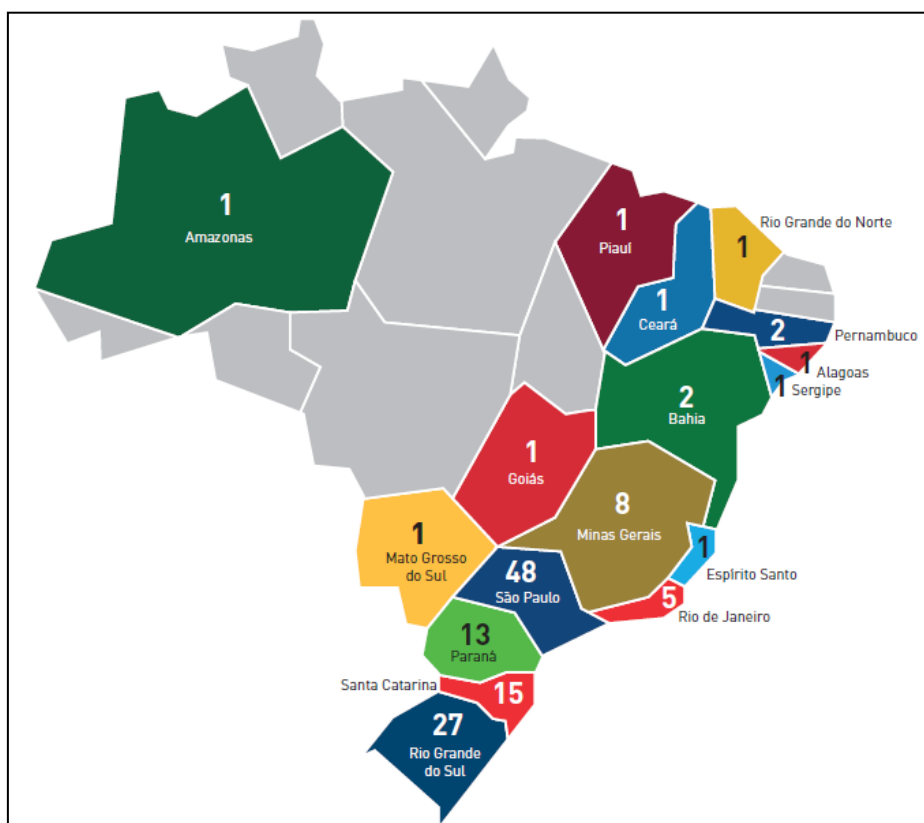 1
Amazonas
1
Piauí
1
Ceará
1
Rio Grande do Norte
2
Pernambuco
1
Alagoas
1
Sergipe
2
Bahia
1
Goiás
8
Minas Gerais
1
Espírito Santo
1
Mato Grosso
do Sul
48
São Paulo
5
Rio de Janeiro
13
Paraná
Santa Catarina
15
27
Rio Grande
do Sul